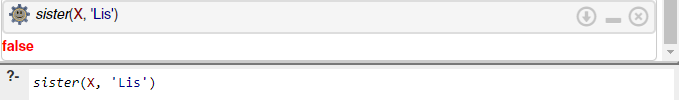 sister(X, 'Lis')
false
?- sister(X, 'Lis')